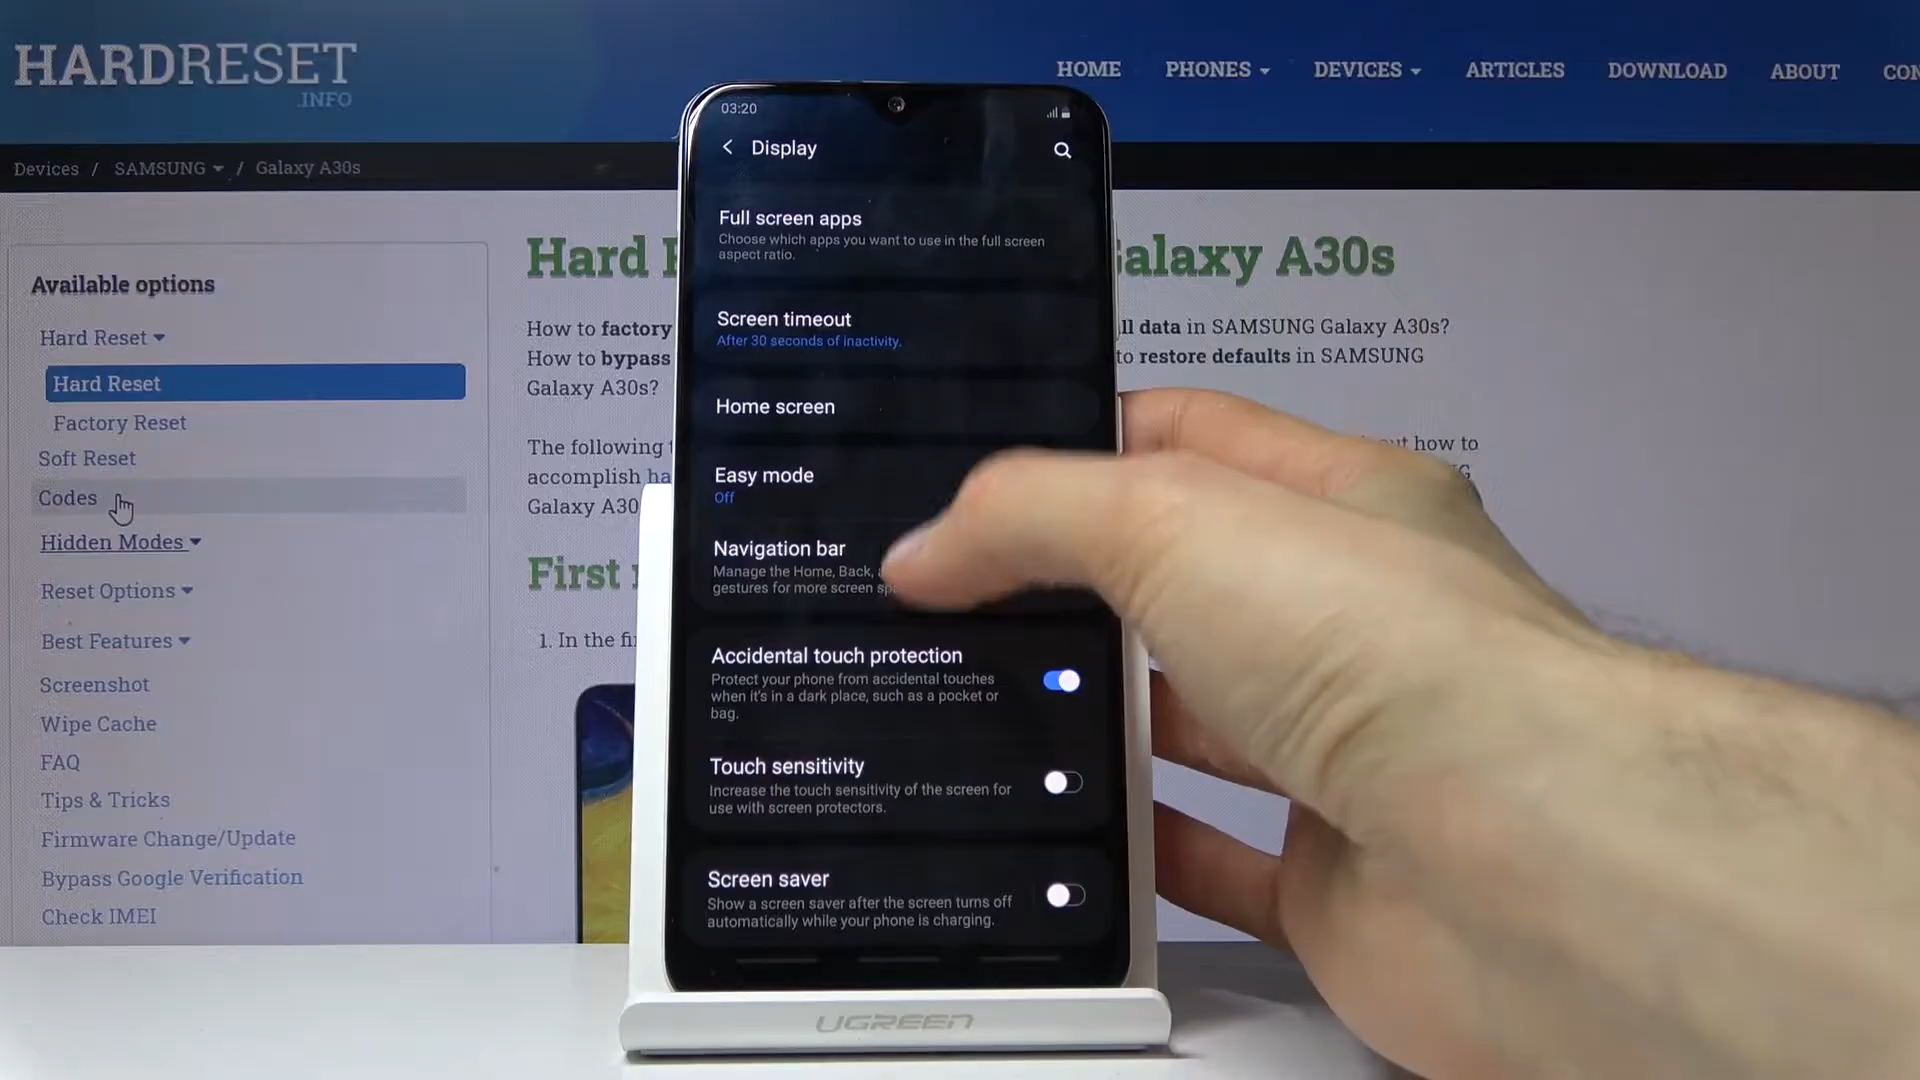 HARDRESET
.INFO
HOME PHONES DEVICES ARTICLES DOWNLOAD ABOUT CON
Devices / SAMSUNG / Galaxy A30s
Available options
Hard Reset
Hard Reset
Factory Reset
Soft Reset
Codes
Hidden Modes
Reset Options
Best Features
Screenshot
Wipe Cache
FAQ
Tips & Tricks
Firmware Change/Update
Bypass Google Verification
Check IMEI
Hard Galaxy A30s
How to factory ll data in SAMSUNG Galaxy A30s?
How to bypass to restore defaults in SAMSUNG
Galaxy A30s?
The following how to
accomplish ha
Galaxy A30
First
1. In the fi
03:20
Display
Full screen apps
Choose which apps you want to use in the full screen
aspect ratio.
Screen timeout
After 30 seconds of inactivity.
Home screen
Easy mode
Off
Navigation bar
Manage the Home, Back,
gestures for more screen sp
Accidental touch protection
Protect your phone from accidental touches
when it's in a dark place, such as a pocket or
bag.
Touch sensitivity
Increase the touch sensitivity of the screen for
use with screen protectors.
Screen saver
Show a screen saver after the screen turns off
automatically while your phone is charging.
UGREEN